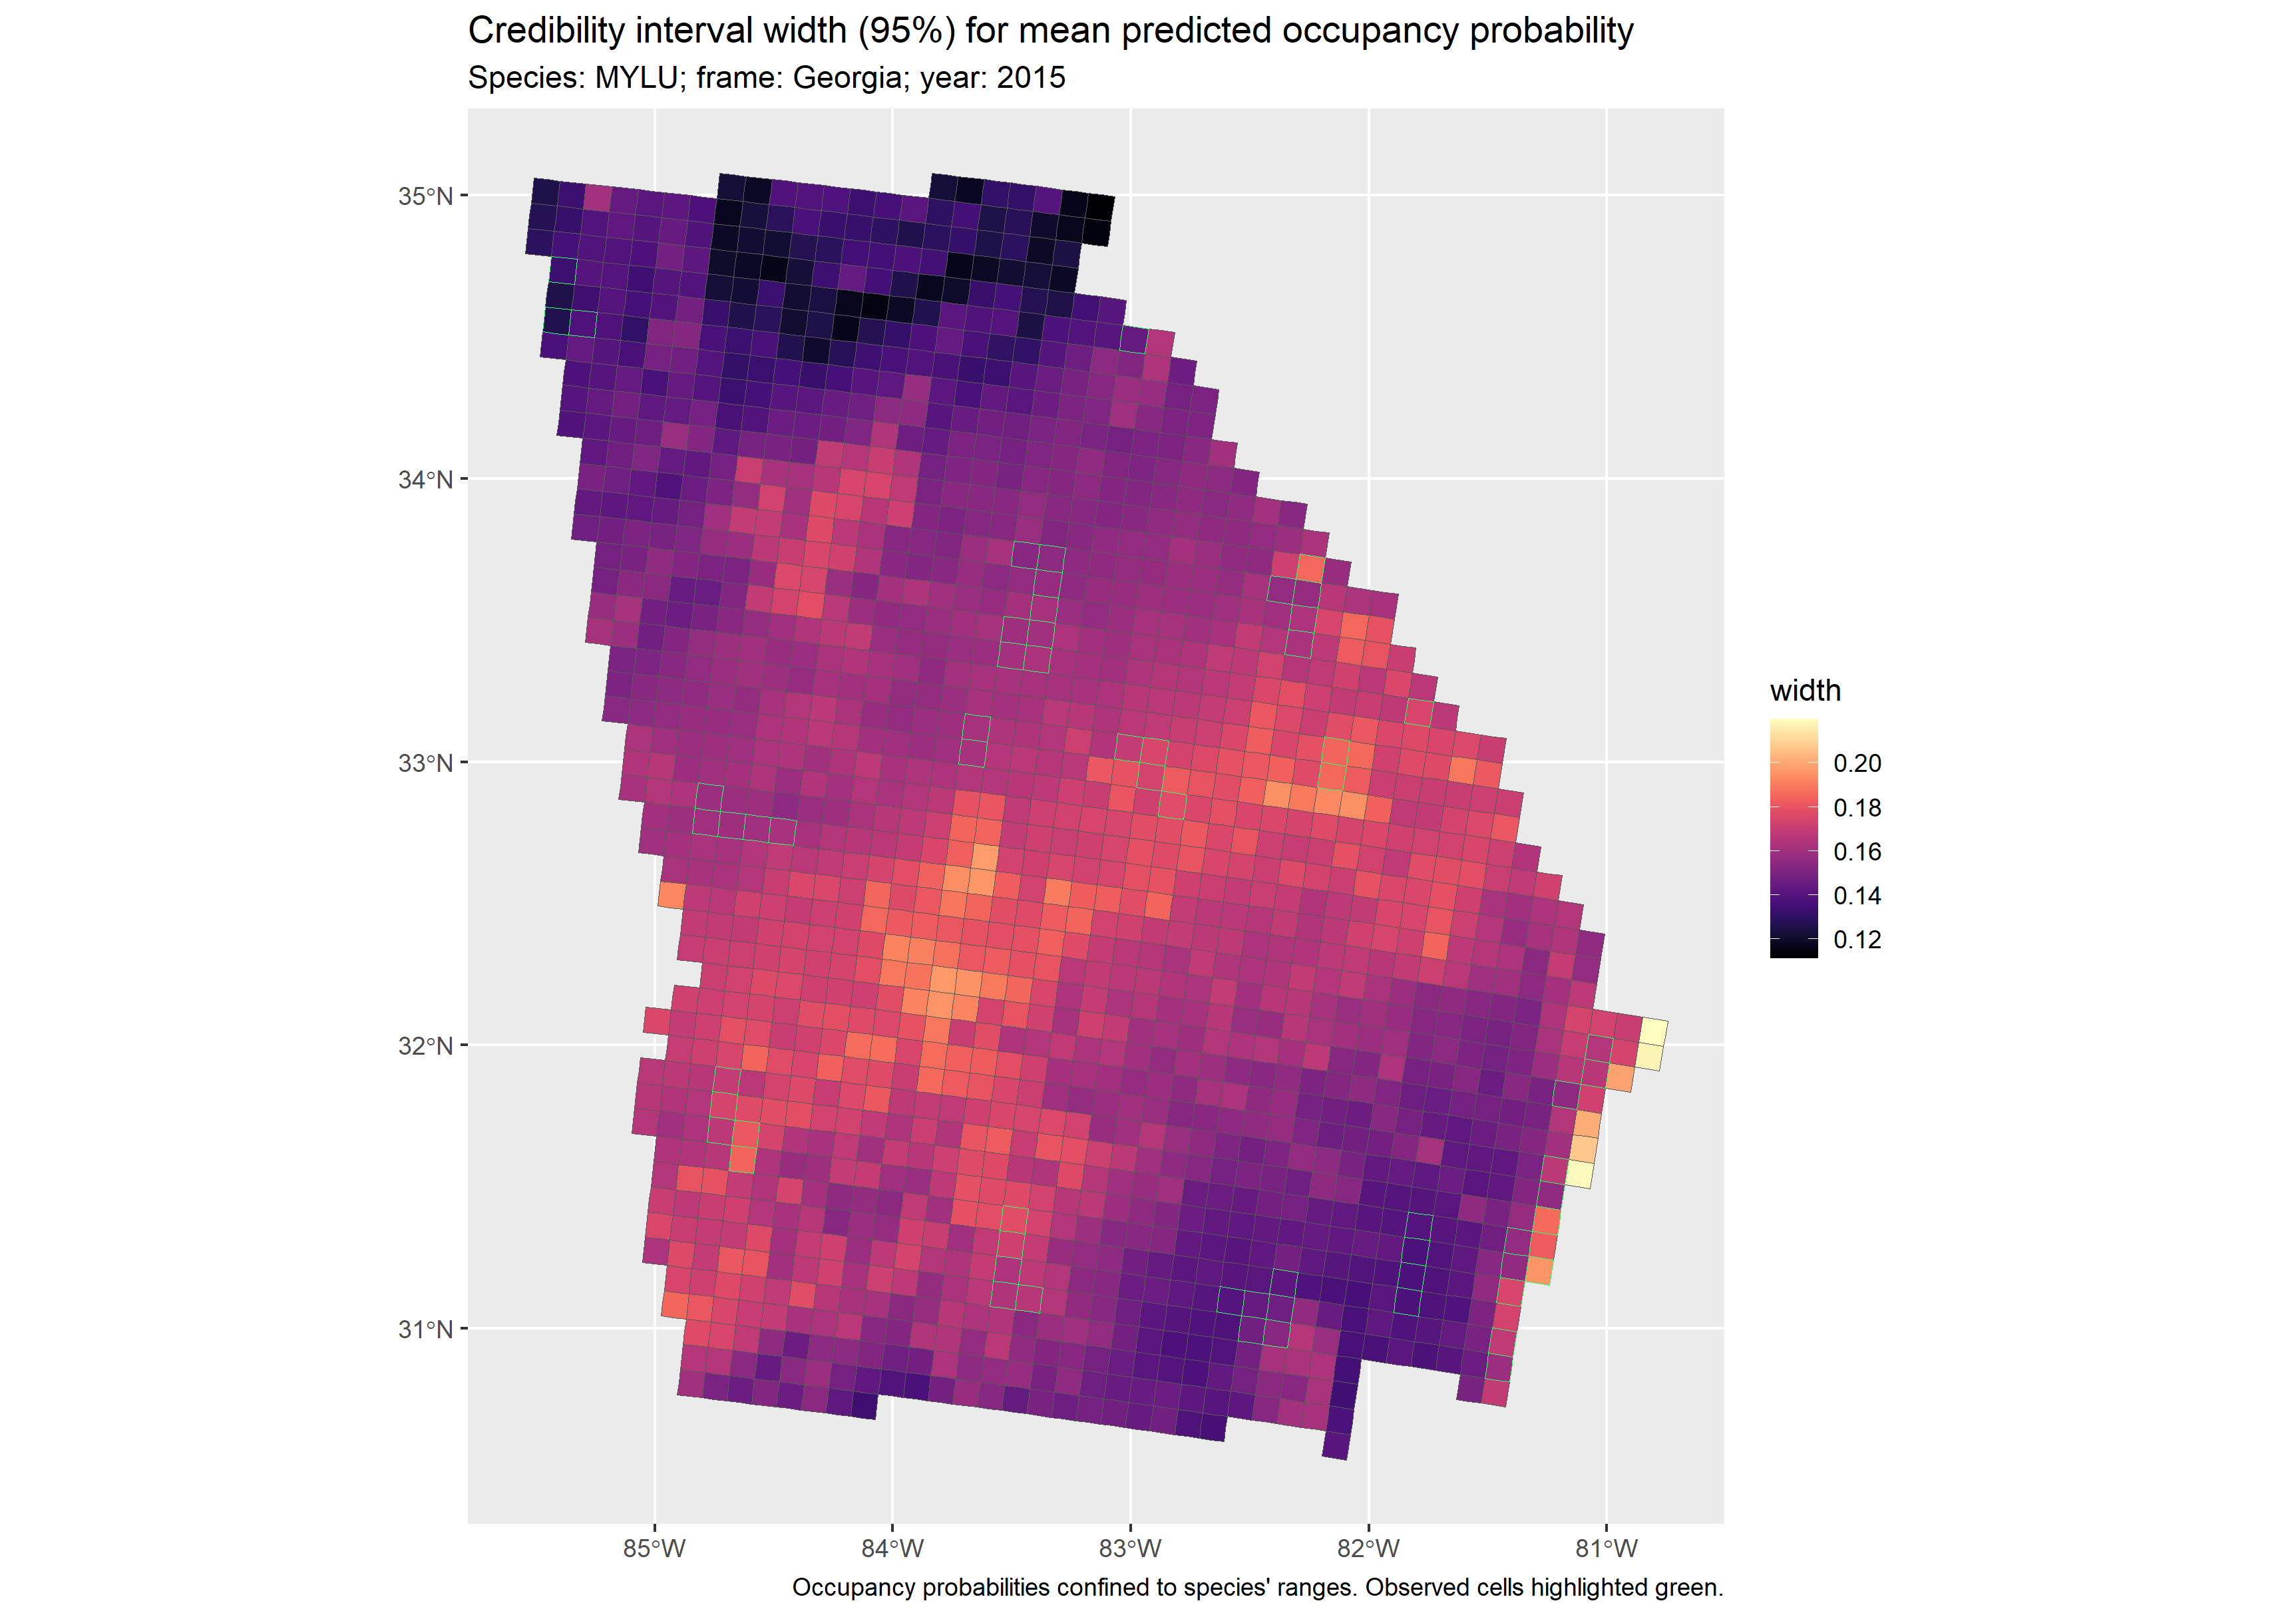 Credibility interval width (95%) for mean predicted occupancy probability
Species: MYLU; frame: Georgia; year: 2015
35°N
34°N
33°N
32°N
31°N
85°W
84°W
83°W
82°W
81°W
width
0.20
0.18
0.16
0.14
0.12
Occupancy probabilities confined to species' ranges. Observed cells highlighted green.